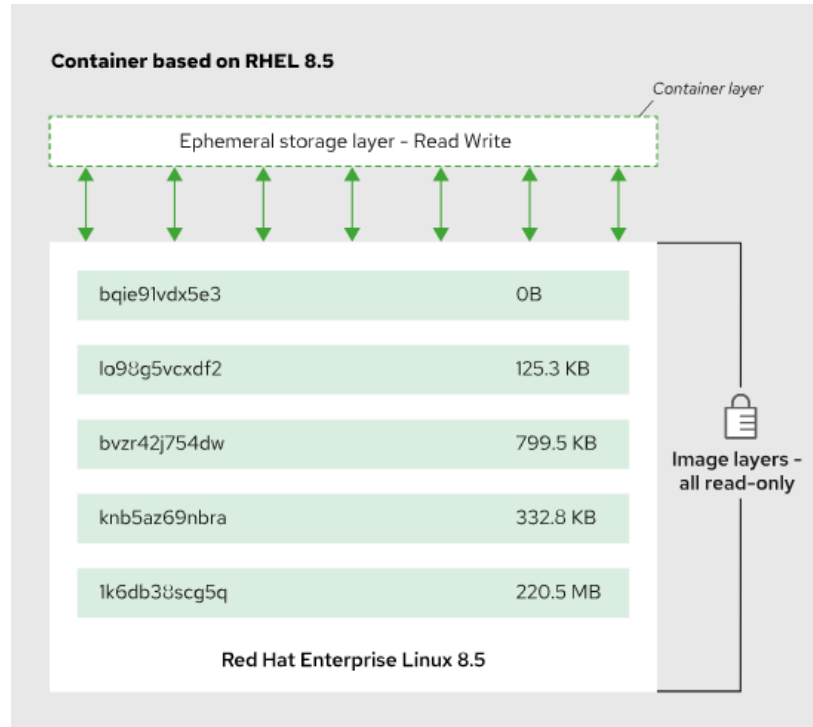 Container based on RHEL 8.5
Container layer
Ephemeral storage layer - Read Write
bqie91vdx5e3 0B
lo98g5vcxdf2 125.3 KB
bvzr42j754dw 799.5 KB
knb5az69nbra 332.8 KB
1k6db38scg5q 220.5 MB
Image layers -
all read-only
Red Hat Enterprise Linux 8.5